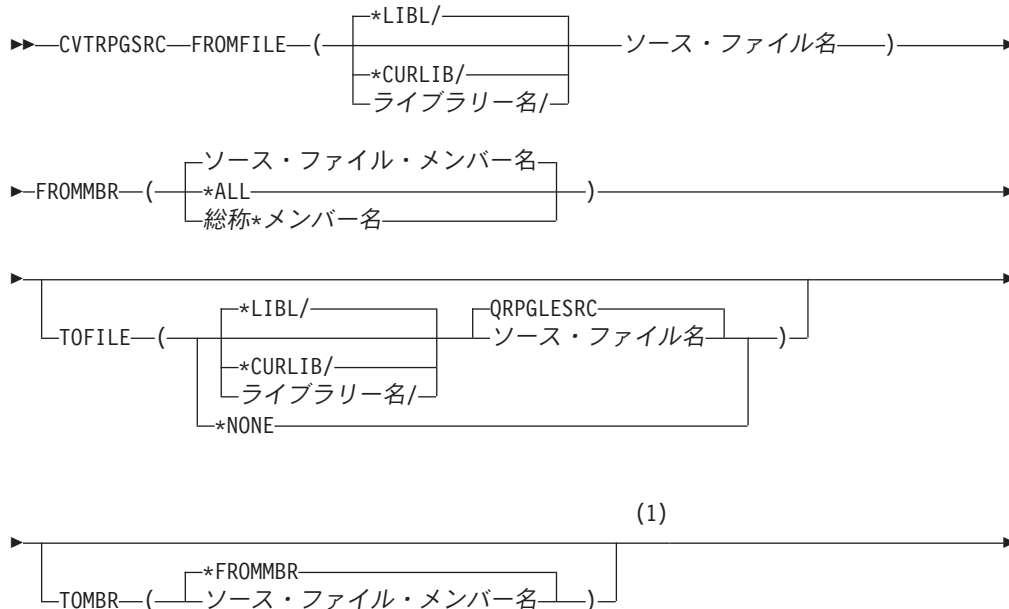 *LIBL/
CVTRPGSRC FROMFILE ( ソース・ファイル名 )
*CURLIB/
ライブラリー名/
ソース・ファイル・メンバー名
FROMMBR ( *ALL )
総称*メンバー名
*LIBL/ QRPGLESRC
TOFILE ( ソース・ファイル名 )
*CURLIB/
ライブラリー名/
*NONE
(1)
*FROMMBR
TOMBR ( ソース・ファイル・メンバー名 )